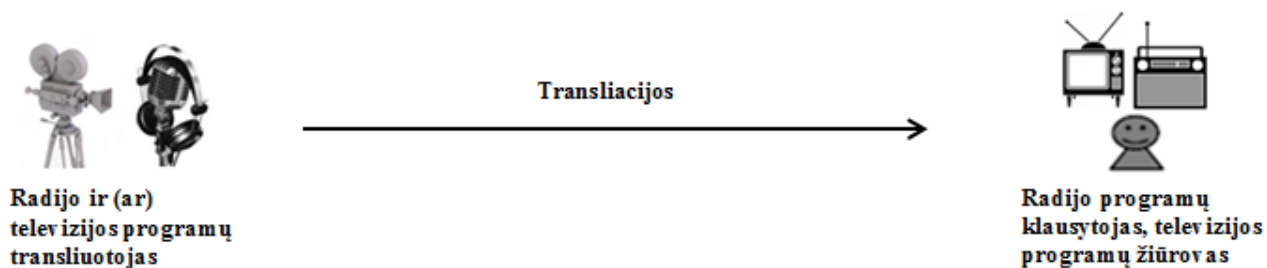 Transliacijos
Radijo ir (ar)
televizijos programų
transliuotojas
Radijo programų
klausytojas, televizijos
programų žiūrovas